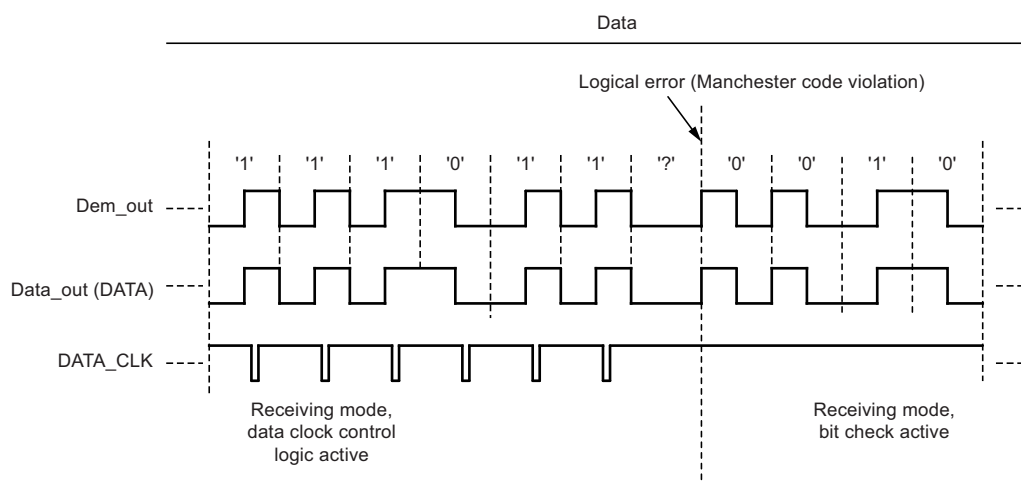 Data
Logical error (Manchester code violation)
'1' '1' '1' '0' '1' '1' '?' '0' '0' '1' '0'
Dem_out
Data_out (DATA)
DATA_CLK
Receiving mode,
data clock control
logic active
Receiving mode,
bit check active